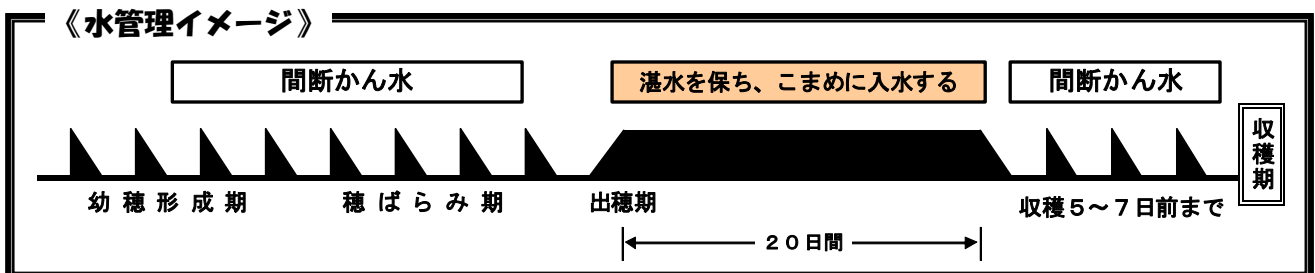 《水管理イメージ》
間断かん水
湛水を保ち、こまめに入水する
間断かん水
収穫期
幼穂形成期
穂ばらみ期
出穂期
収穫5~7日前まで
20日間